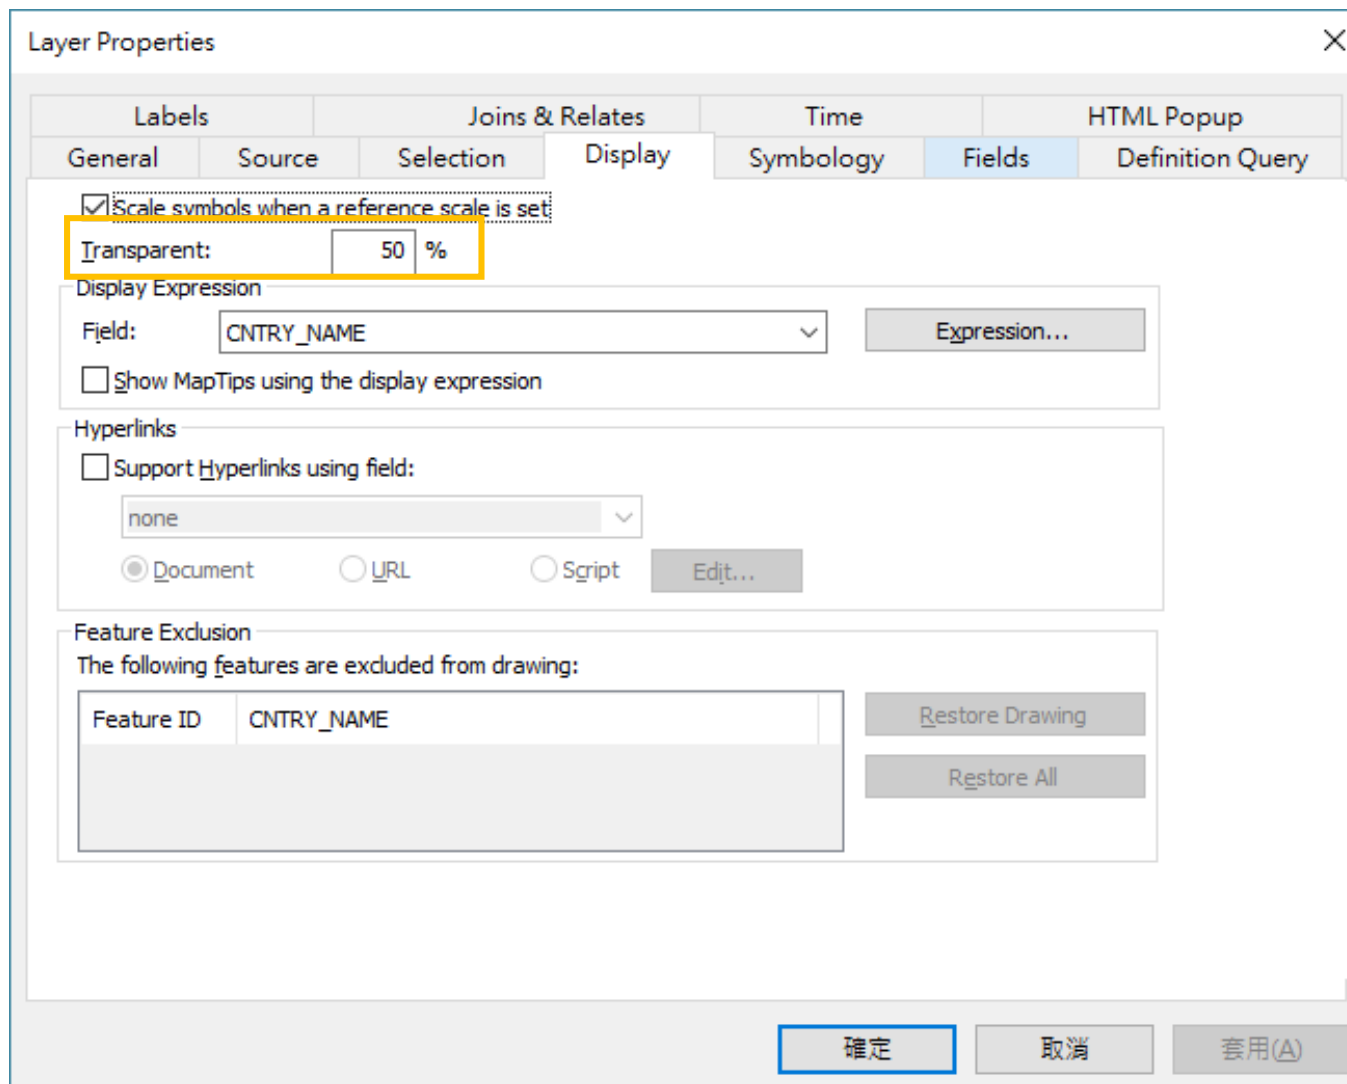 Layer Properties
Labels Joins & Relates Time HTML Popup
General Source Selection Display Symbology Fields Definition Query
Scale symbols when a reference scale is set
Transparent: 50 %
Display Expression
Field: CNTRY_NAME Expression...
Show MapTips using the display expression
Hyperlinks
Support Hyperlinks using field:
none
Document URL Script Edit...
Feature Exclusion
The following features are excluded from drawing:
Feature ID CNTRY_NAME
Restore Drawing
Restore All
確定 取消 套用(A)